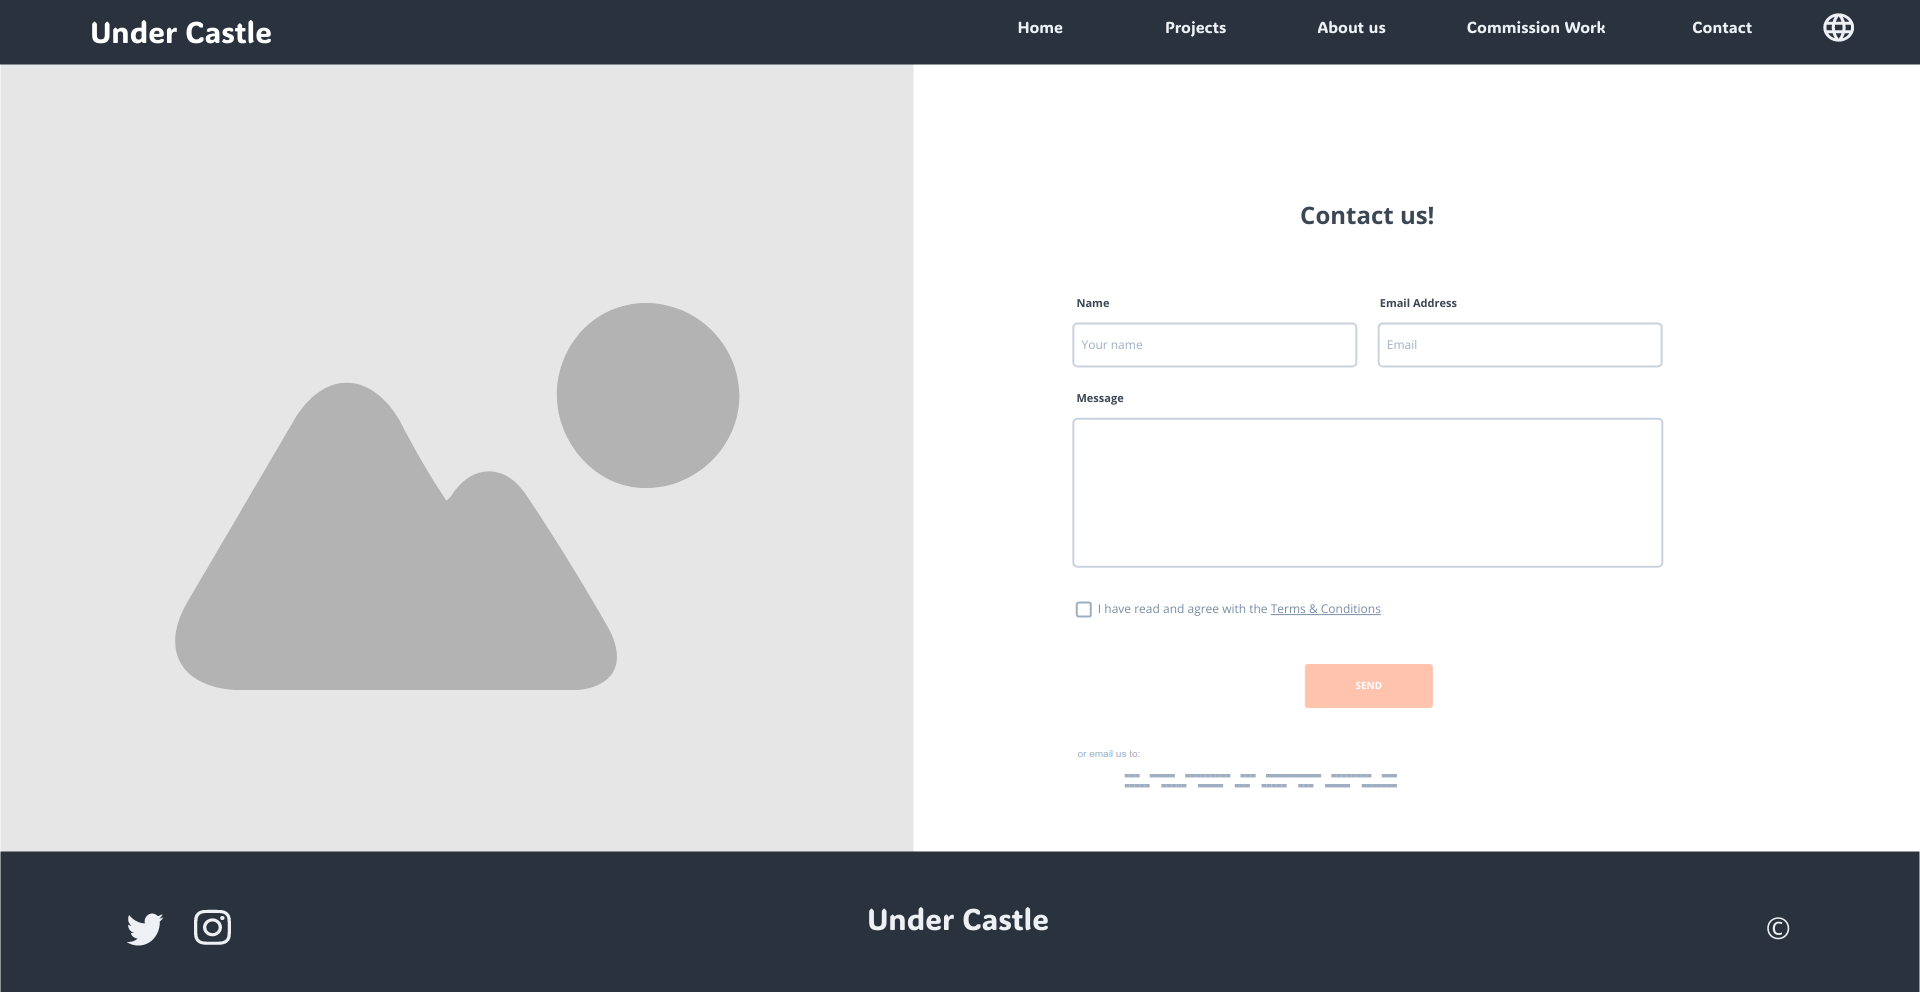 Under Castle
Home Projects About us Commission Work Contact
Contact us!
Name
Email Address
Your name
Email
Message
I have read and agree with the Terms & Conditions
SEND
or email us to:
Under Castle
©